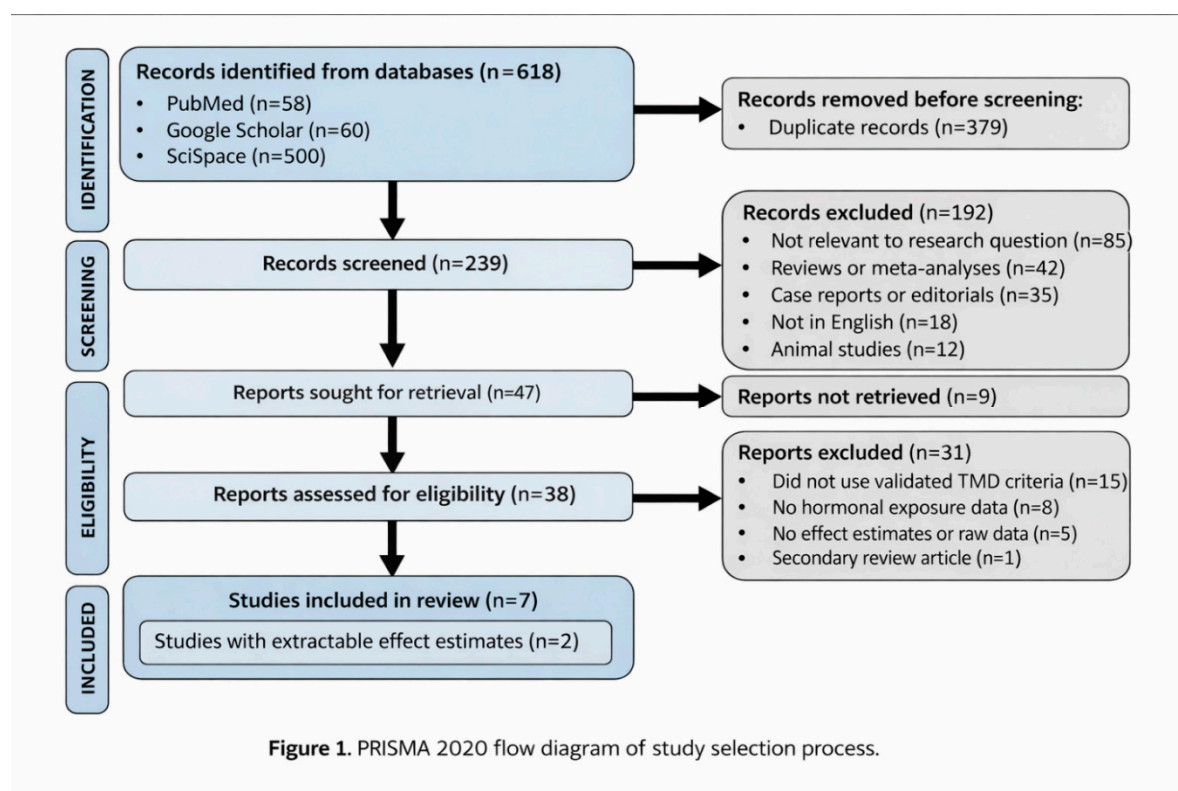 IDENTIFICATION
Records identified from databases (n=618)
• PubMed (n=58)
• Google Scholar (n=60)
• SciSpace (n=500)
Records removed before screening:
• Duplicate records (n=379)
SCREENING
Records screened (n=239)
Records excluded (n=192)
• Not relevant to research question (n=85)
• Reviews or meta-analyses (n=42)
• Case reports or editorials (n=35)
• Not in English (n=18)
• Animal studies (n=12)
ELIGIBILITY
Reports sought for retrieval (n=47)
Reports not retrieved (n=9)
Reports assessed for eligibility (n=38)
Reports excluded (n=31)
• Did not use validated TMD criteria (n=15)
• No hormonal exposure data (n=8)
• No effect estimates or raw data (n=5)
• Secondary review article (n=1)
INCLUDED
Studies included in review (n=7)
Studies with extractable effect estimates (n=2)
Figure 1. PRISMA 2020 flow diagram of study selection process.